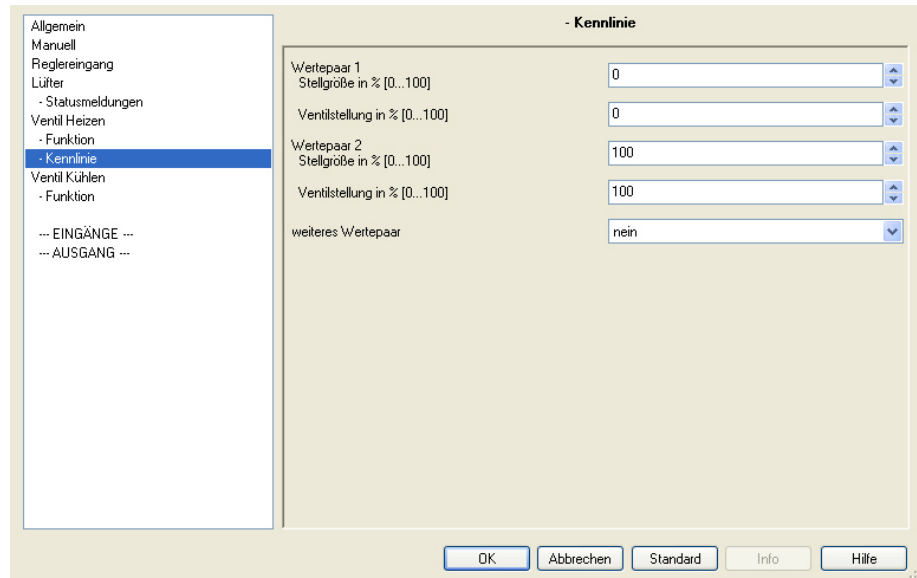 Allgemein
Manuell
Reglereingang
Lüfter
- Statusmeldungen
Ventil Heizen
- Funktion
- Kennlinie
Ventil Kühlen
- Funktion
--- EINGÄNGE ---
--- AUSGANG ---
- Kennlinie
Wertepaar 1
Stellgröße in % [0...100]
0
Ventilstellung in % [0...100]
0
Wertepaar 2
Stellgröße in % [0...100]
100
Ventilstellung in % [0...100]
100
weiteres Wertepaar
nein
OK
Abbrechen
Standard
Info
Hilfe